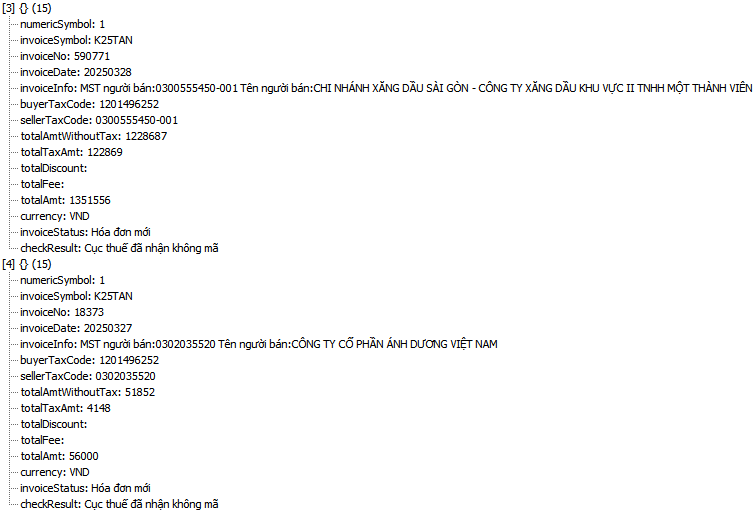 [3] {} (15)
numericSymbol: 1
invoiceSymbol: K25TAN
invoiceNo: 590771
invoiceDate: 20250328
invoiceInfo: MST người bán:0300555450-001 Tên người bán:CHI NHÁNH XĂNG DẦU SÀI GÒN - CÔNG TY XĂNG DẦU KHU VỰC II TNHH MỘT THÀNH VIÊN
buyerTaxCode: 1201496252
sellerTaxCode: 0300555450-001
totalAmtWithoutTax: 1228687
totalTaxAmt: 122869
totalDiscount:
totalFee:
totalAmt: 1351556
currency: VND
invoiceStatus: Hóa đơn mới
checkResult: Cục thuế đã nhận không mã
[4] {} (15)
numericSymbol: 1
invoiceSymbol: K25TAN
invoiceNo: 18373
invoiceDate: 20250327
invoiceInfo: MST người bán:0302035520 Tên người bán:CÔNG TY CỔ PHẦN ÁNH DƯƠNG VIỆT NAM
buyerTaxCode: 1201496252
sellerTaxCode: 0302035520
totalAmtWithoutTax: 51852
totalTaxAmt: 4148
totalDiscount:
totalFee:
totalAmt: 56000
currency: VND
invoiceStatus: Hóa đơn mới
checkResult: Cục thuế đã nhận không mã